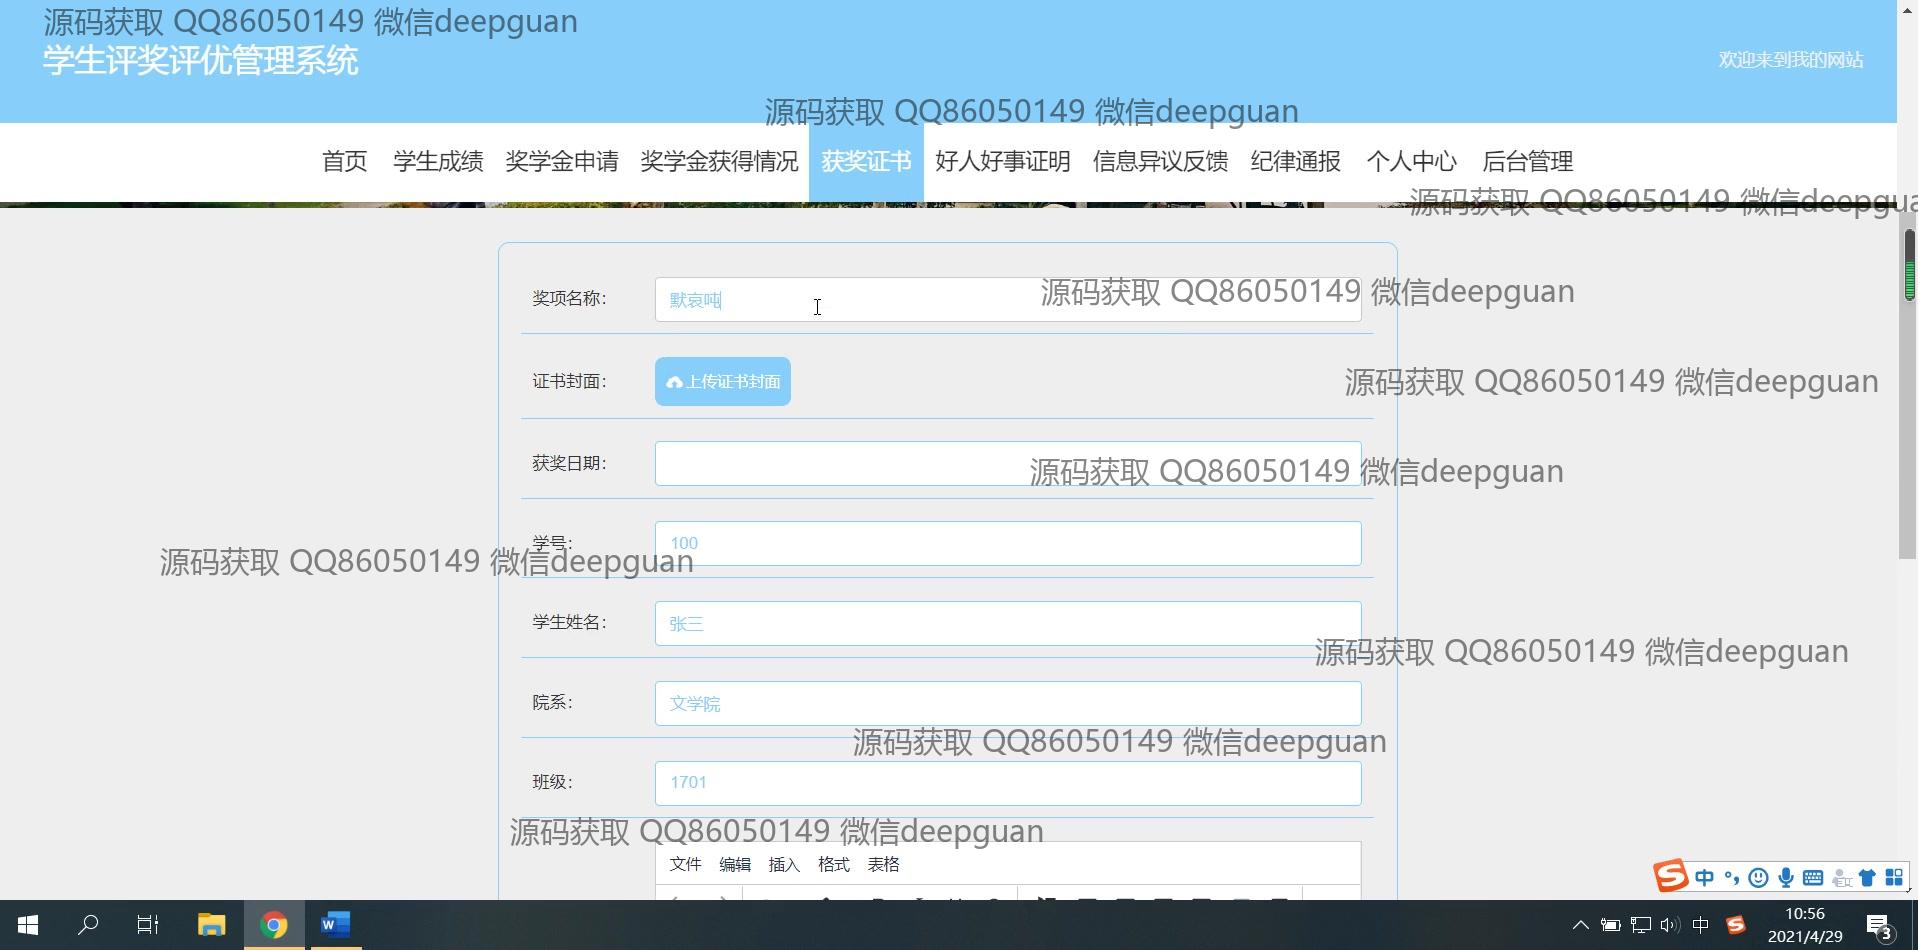 源码获取 QQ86050149 微信deepguan
学生评奖评优管理系统
欢迎来到我的网站
源码获取 QQ86050149 微信deepguan
首页 学生成绩 奖学金申请 奖学金获得情况 获奖证书 好人好事证明 信息异议反馈 纪律通报 个人中心 后台管理
源码获取 QQ86050149 微信deepgua
奖项名称： 默哀吨
源码获取 QQ86050149 微信deepguan
证书封面： 上传证书封面
源码获取 QQ86050149 微信deepguan
获奖日期：
源码获取 QQ86050149 微信deepguan
学号： 100
源码获取 QQ86050149 微信deepguan
学生姓名： 张三
源码获取 QQ86050149 微信deepguan
院系： 文学院
源码获取 QQ86050149 微信deepguan
班级： 1701
源码获取 QQ86050149 微信deepguan
文件 编辑 插入 格式 表格
中
中
10:56
2021/4/29
3